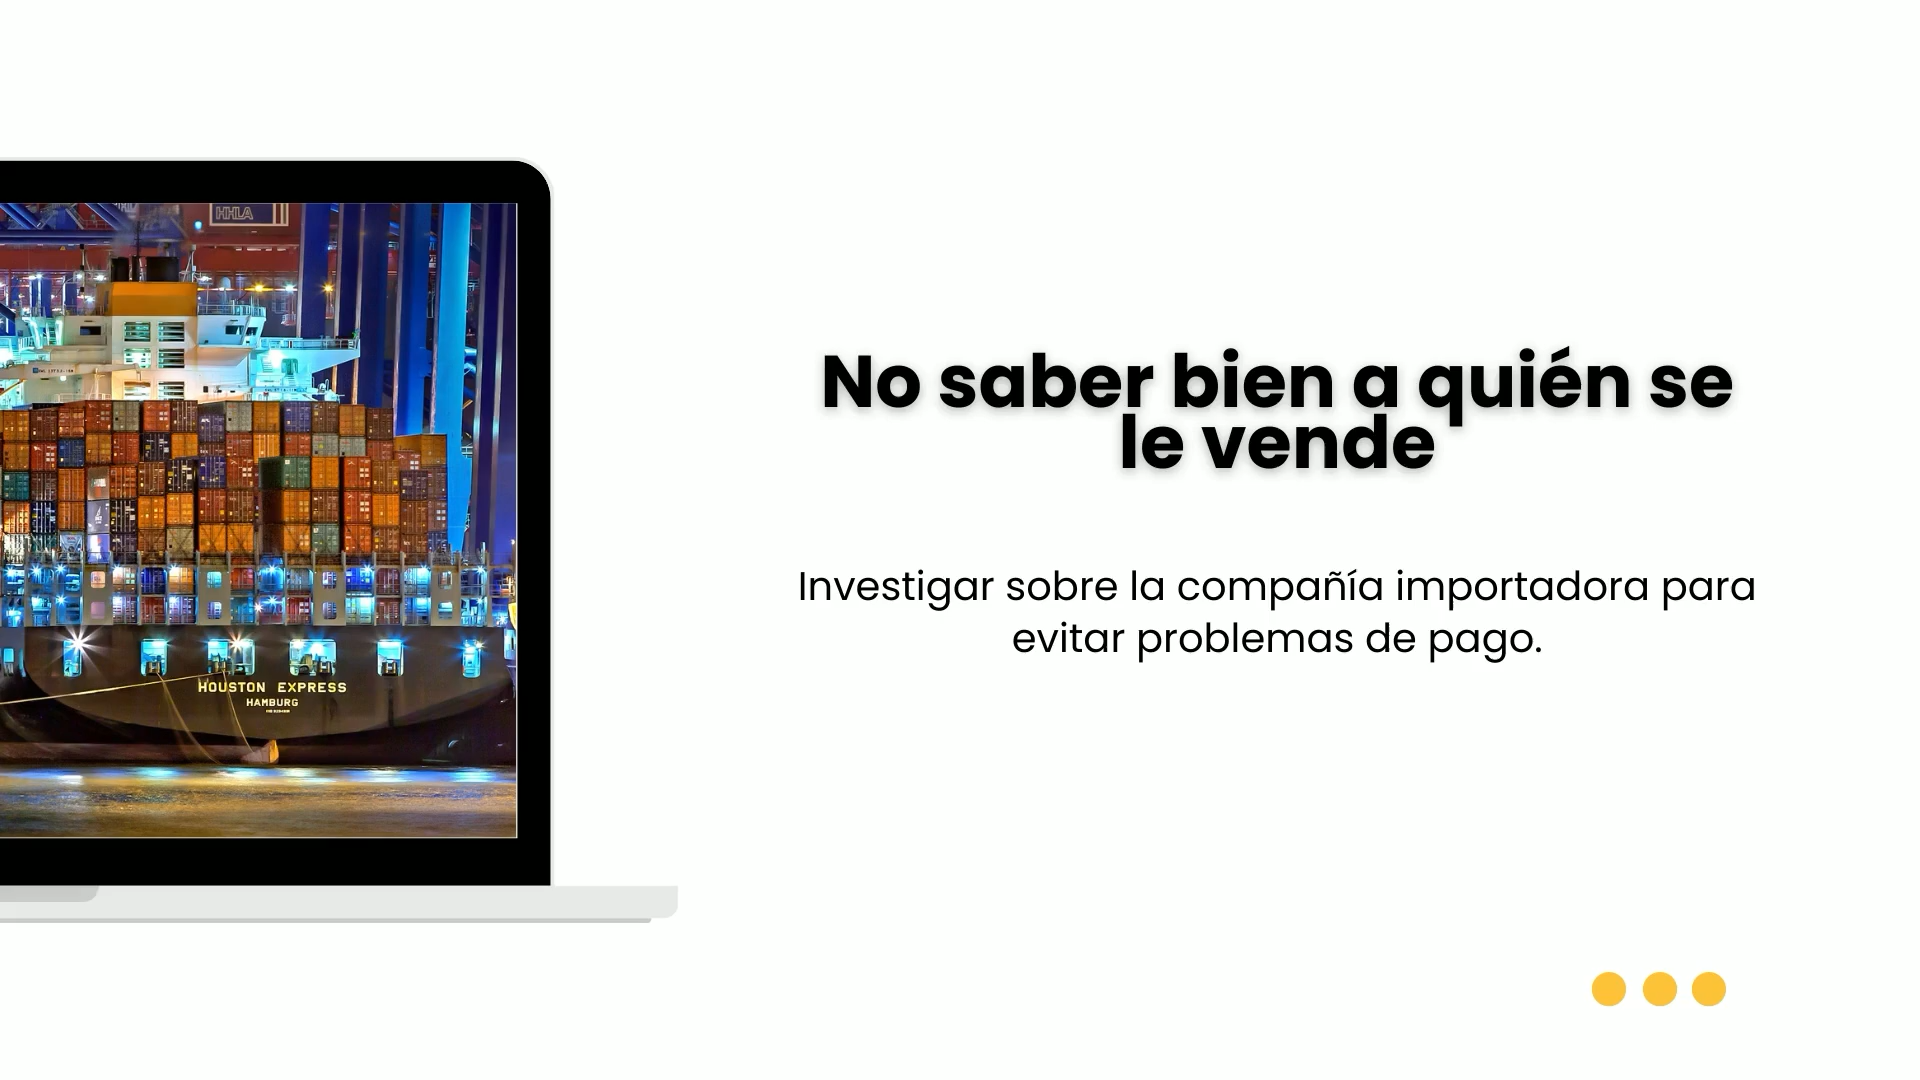 HHLA
No saber bien a quién se
le vende
Investigar sobre la compañía importadora para
evitar problemas de pago.
HOUSTON EXPRESS
HAMBURG